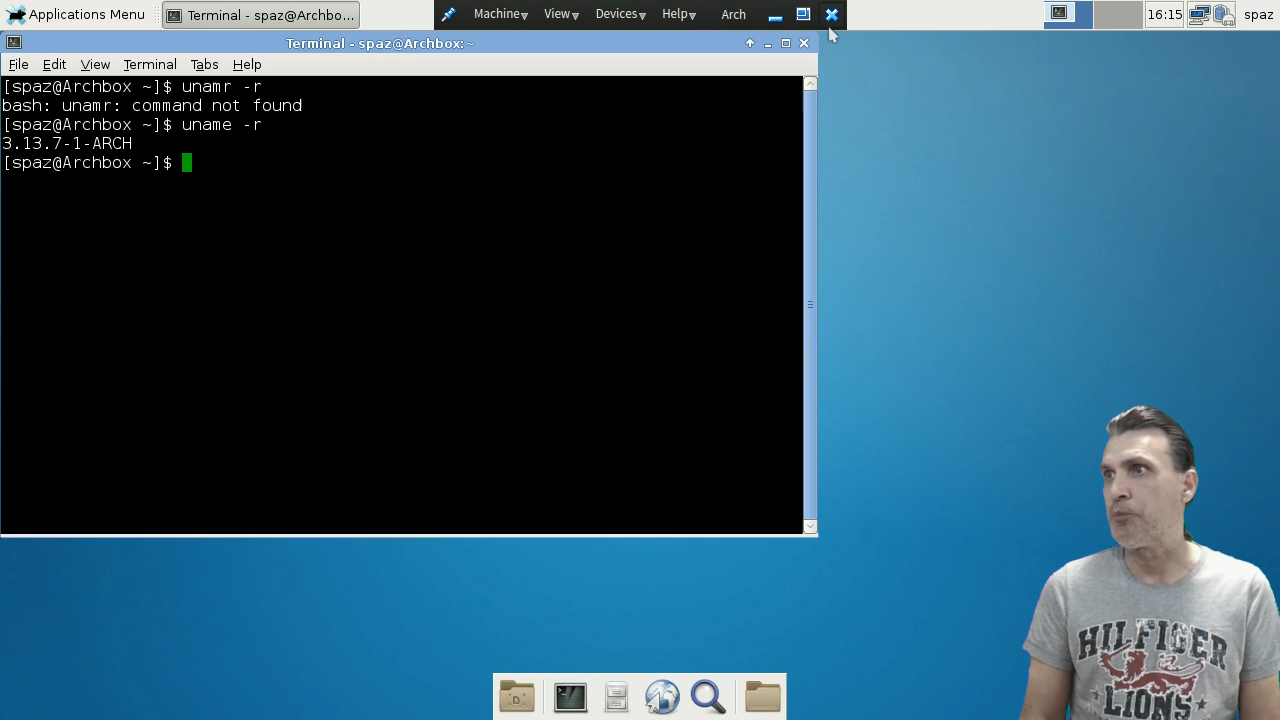 Applications Menu
Terminal - spaz@Archbo...
Machine View Devices Help Arch
16:15 spaz
Terminal - spaz@Archbox:~
File Edit View Terminal Tabs Help
[spaz@Archbox ~]$ unamr -r
bash: unamr: command not found
[spaz@Archbox ~]$ uname -r
3.13.7-1-ARCH
[spaz@Archbox ~]$
D
HILFIGER
LIONS